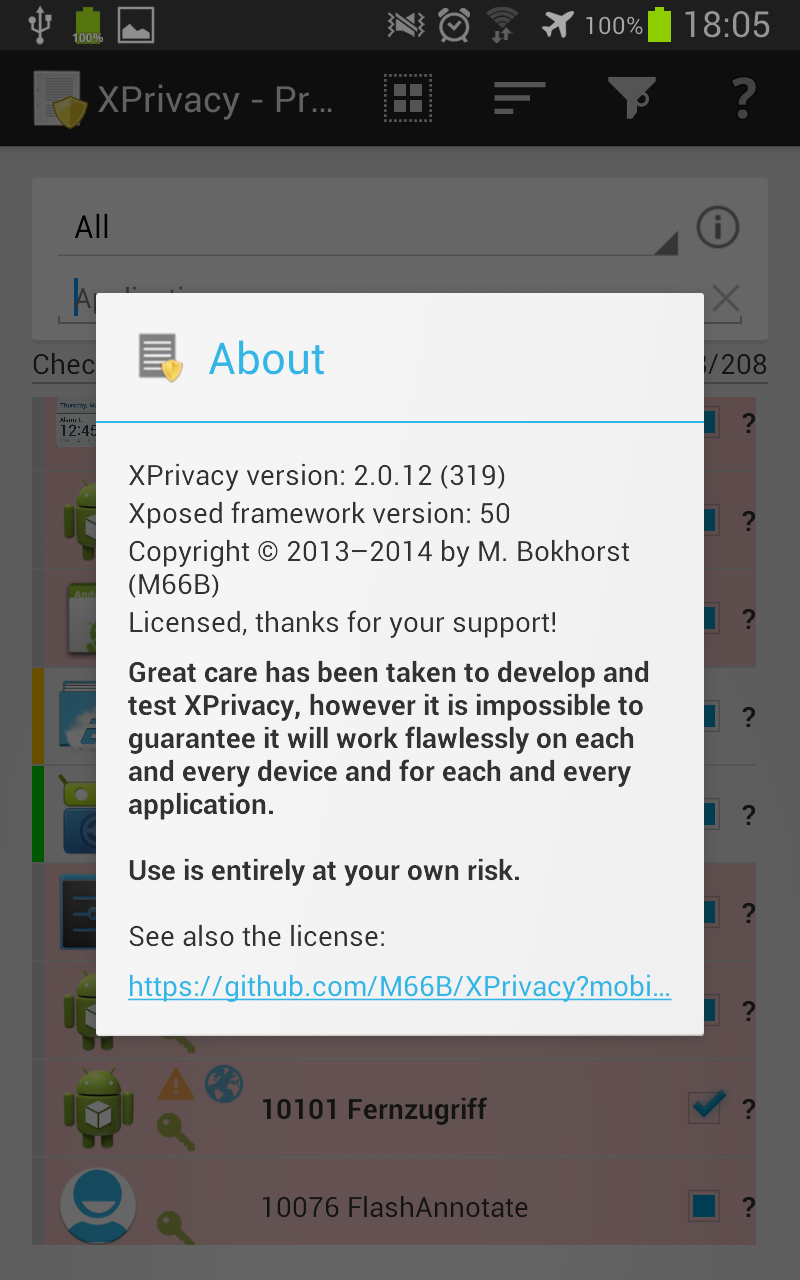 100%
100%
18:05
XPrivacy - Pr...
?
All
Check
/208
Thursday, M
Alarm 1,
12:45
?
?
?
?
?
?
?
About
XPrivacy version: 2.0.12 (319)
Xposed framework version: 50
Copyright © 2013–2014 by M. Bokhorst
(M66B)
Licensed, thanks for your support!
Great care has been taken to develop and
test XPrivacy, however it is impossible to
guarantee it will work flawlessly on each
and every device and for each and every
application.
Use is entirely at your own risk.
See also the license:
https://github.com/M66B/XPrivacy?mobi...
10101 Fernzugriff
?
10076 FlashAnnotate
?